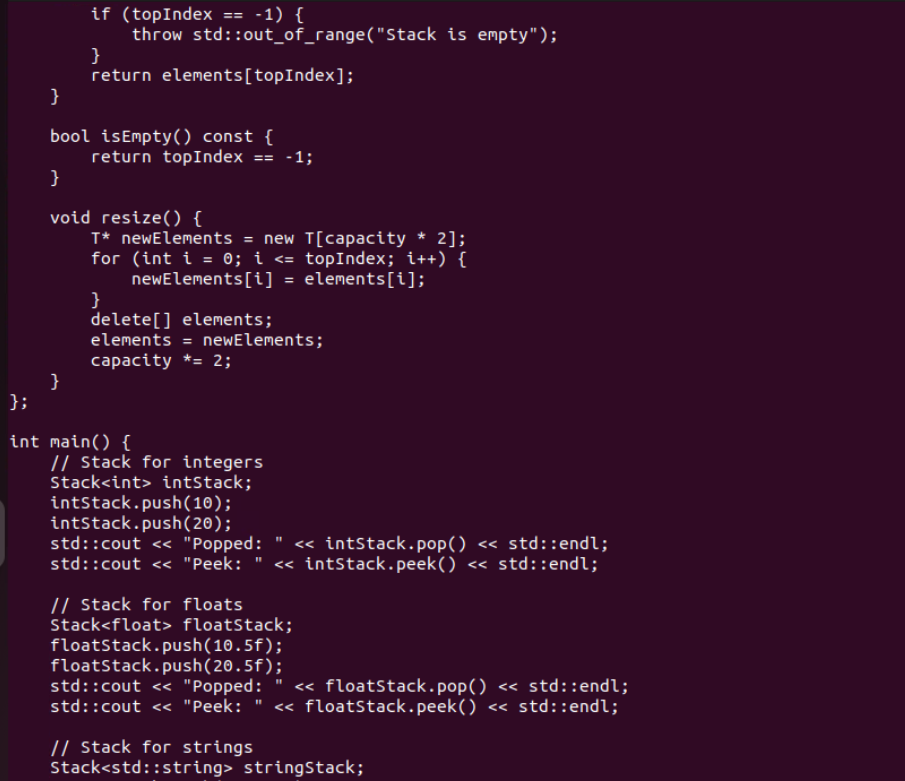 if (topIndex == -1) {
            throw std::out_of_range("Stack is empty");
        }
        return elements[topIndex];
    }

    bool isEmpty() const {
        return topIndex == -1;
    }

    void resize() {
        T* newElements = new T[capacity * 2];
        for (int i = 0; i <= topIndex; i++) {
            newElements[i] = elements[i];
        }
        delete[] elements;
        elements = newElements;
        capacity *= 2;
    }
};

int main() {
    // Stack for integers
    Stack<int> intStack;
    intStack.push(10);
    intStack.push(20);
    std::cout << "Popped: " << intStack.pop() << std::endl;
    std::cout << "Peek: " << intStack.peek() << std::endl;

    // Stack for floats
    Stack<float> floatStack;
    floatStack.push(10.5f);
    floatStack.push(20.5f);
    std::cout << "Popped: " << floatStack.pop() << std::endl;
    std::cout << "Peek: " << floatStack.peek() << std::endl;

    // Stack for strings
    Stack<std::string> stringStack;